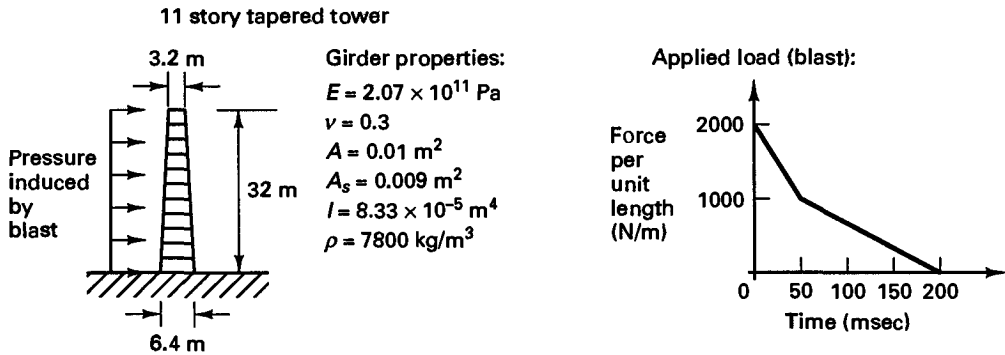 11 story tapered tower
3.2 m
Pressure
induced
by
blast
32 m
6.4 m
Girder properties:
E = 2.07 × 10¹¹ Pa
ν = 0.3
A = 0.01 m²
Aₛ = 0.009 m²
I = 8.33 × 10⁻⁵ m⁴
ρ = 7800 kg/m³
Applied load (blast):
Force
per
unit
length
(N/m)
2000
1000
0 50 100 150 200
Time (msec)